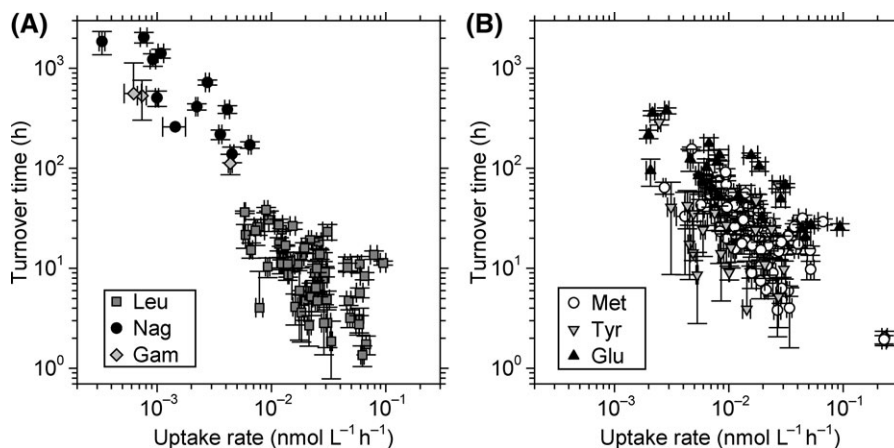 (A)
(B)
Turnover time (h)
10³
10²
10¹
10⁰
Leu
Nag
Gam
10⁻³
10⁻²
10⁻¹
Uptake rate (nmol L⁻¹ h⁻¹)
Turnover time (h)
10³
10²
10¹
10⁰
Met
Tyr
Glu
10⁻³
10⁻²
10⁻¹
Uptake rate (nmol L⁻¹ h⁻¹)